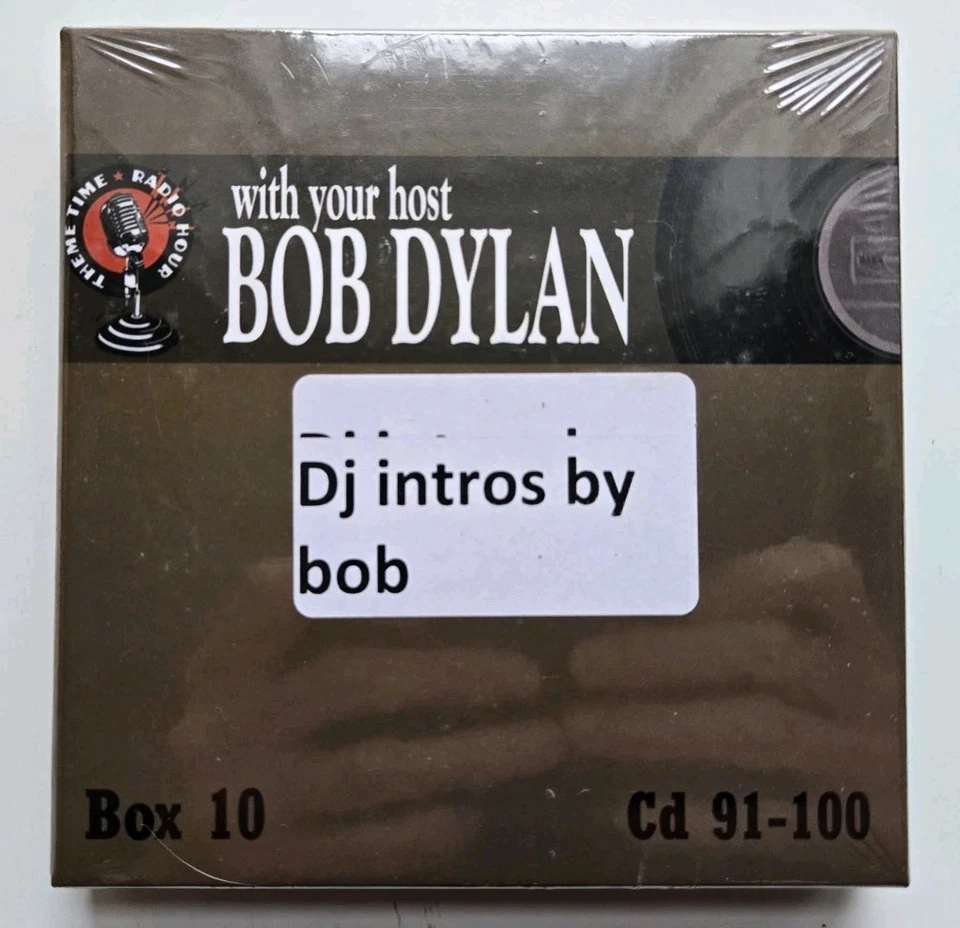 THEME TIME ★ RADIO HOUR
with your host
BOB DYLAN
Dj intros by
bob
Box 10
Cd 91-100